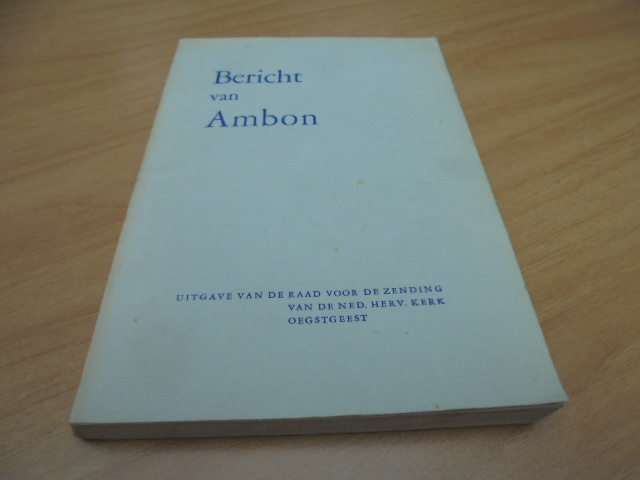 Bericht
van
Ambon
UITGAVE VAN DE RAAD VOOR DE ZENDING
VAN DE NED. HERV. KERK
OEGSTGEEST